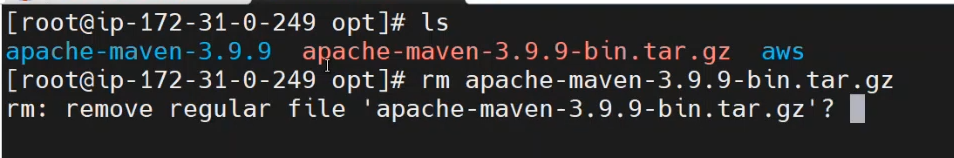 [root@ip-172-31-0-249 opt]# ls
apache-maven-3.9.9  apache-maven-3.9.9-bin.tar.gz  aws
[root@ip-172-31-0-249 opt]# rm apache-maven-3.9.9-bin.tar.gz
rm: remove regular file 'apache-maven-3.9.9-bin.tar.gz'?